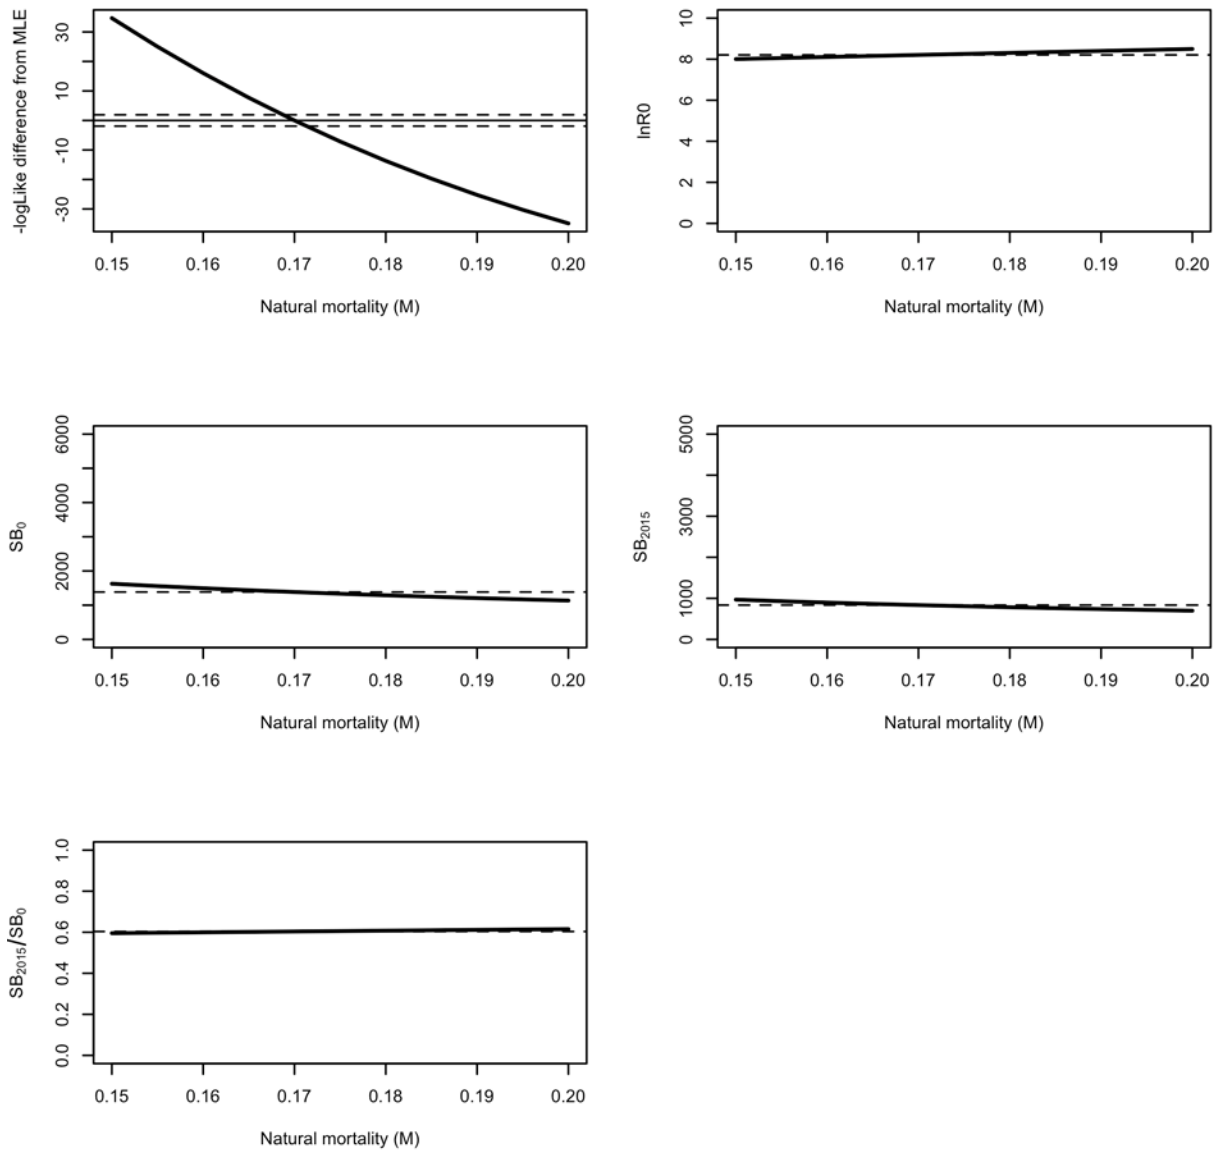 -logLike difference from MLE
30
10
-10
-30
0.15 0.16 0.17 0.18 0.19 0.20
Natural mortality (M)
lnR0
10
8
6
4
2
0
0.15 0.16 0.17 0.18 0.19 0.20
Natural mortality (M)
SB0
6000
4000
2000
0
0.15 0.16 0.17 0.18 0.19 0.20
Natural mortality (M)
SB2015
5000
3000
1000
0
0.15 0.16 0.17 0.18 0.19 0.20
Natural mortality (M)
SB2015/SB0
1.0
0.8
0.6
0.4
0.2
0.0
0.15 0.16 0.17 0.18 0.19 0.20
Natural mortality (M)